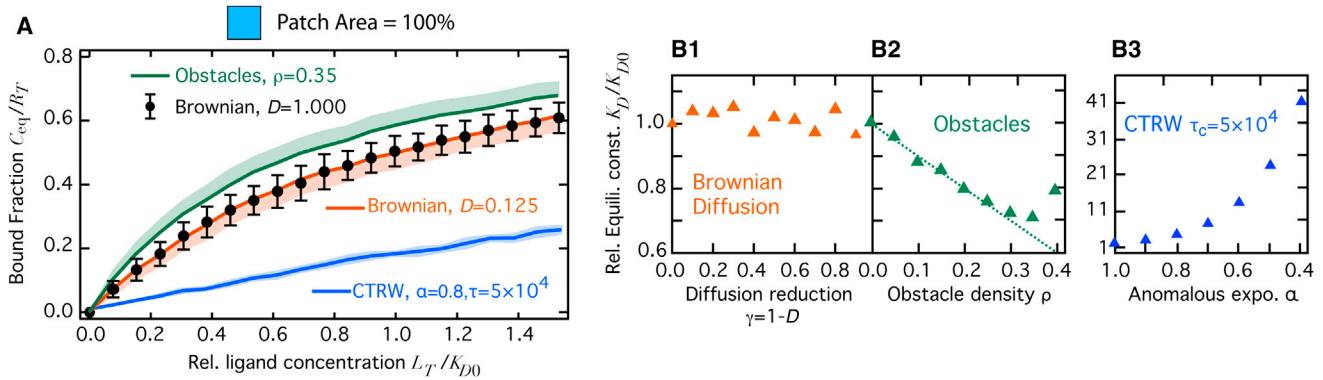 Patch Area = 100%
A
0.8
0.6
0.4
0.2
0.0
Bound Fraction C_eq/R_T
Obstacles, ρ=0.35
Brownian, D=1.000
Brownian, D=0.125
CTRW, α=0.8,τ=5×10⁴
0.0 0.2 0.4 0.6 0.8 1.0 1.2 1.4
Rel. ligand concentration L_T /K_D0
B1 B2 B3
Rel. Equili. const. K_D/K_D0
1.0
0.8
0.6
Brownian
Diffusion
0.0 0.2 0.4 0.6 0.8
Diffusion reduction
γ=1-D
Obstacles
0.0 0.1 0.2 0.3 0.4
Obstacle density ρ
41
31
21
11
1
CTRW τc=5×10⁴
1.0 0.8 0.6 0.4
Anomalous expo. α